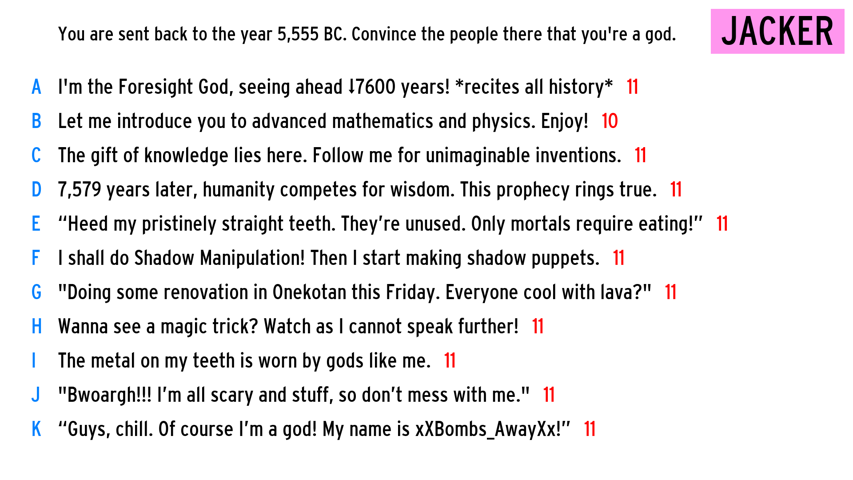 You are sent back to the year 5,555 BC. Convince the people there that you're a god.
JACKER
A I'm the Foresight God, seeing ahead ⇂7600 years! *recites all history* 11
B Let me introduce you to advanced mathematics and physics. Enjoy! 10
C The gift of knowledge lies here. Follow me for unimaginable inventions. 11
D 7,579 years later, humanity competes for wisdom. This prophecy rings true. 11
E “Heed my pristinely straight teeth. They’re unused. Only mortals require eating!” 11
F I shall do Shadow Manipulation! Then I start making shadow puppets. 11
G "Doing some renovation in Onekotan this Friday. Everyone cool with lava?" 11
H Wanna see a magic trick? Watch as I cannot speak further! 11
I The metal on my teeth is worn by gods like me. 11
J "Bwoargh!!! I’m all scary and stuff, so don’t mess with me." 11
K “Guys, chill. Of course I’m a god! My name is xXBombs_AwayXx!” 11